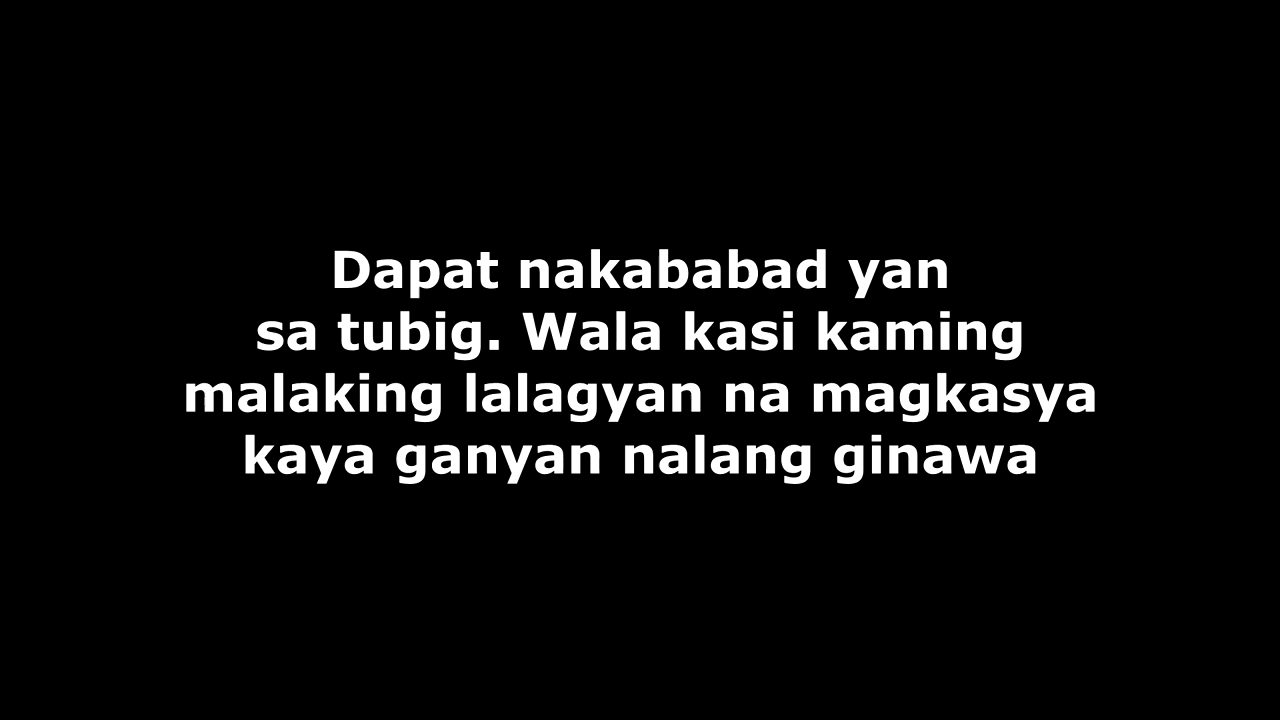 Dapat nakababad yan
sa tubig. Wala kasi kaming
malaking lalagyan na magkasya
kaya ganyan nalang ginawa